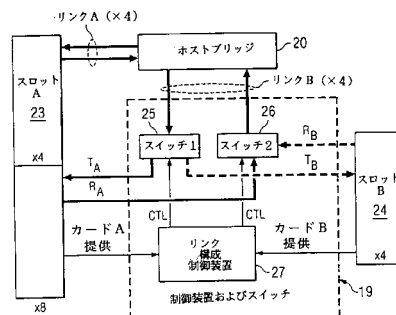 リンクA（×4）
ホストブリッジ
20
スロット
A
23
リンクB（×4）
25
26
スイッチ1
スイッチ2
RB
TB
TA
RA
x4
スロット
B
24
CTL
CTL
カードA
提供
リンク
構成
制御装置
カードB
提供
27
x4
19
制御装置およびスイッチ
x8